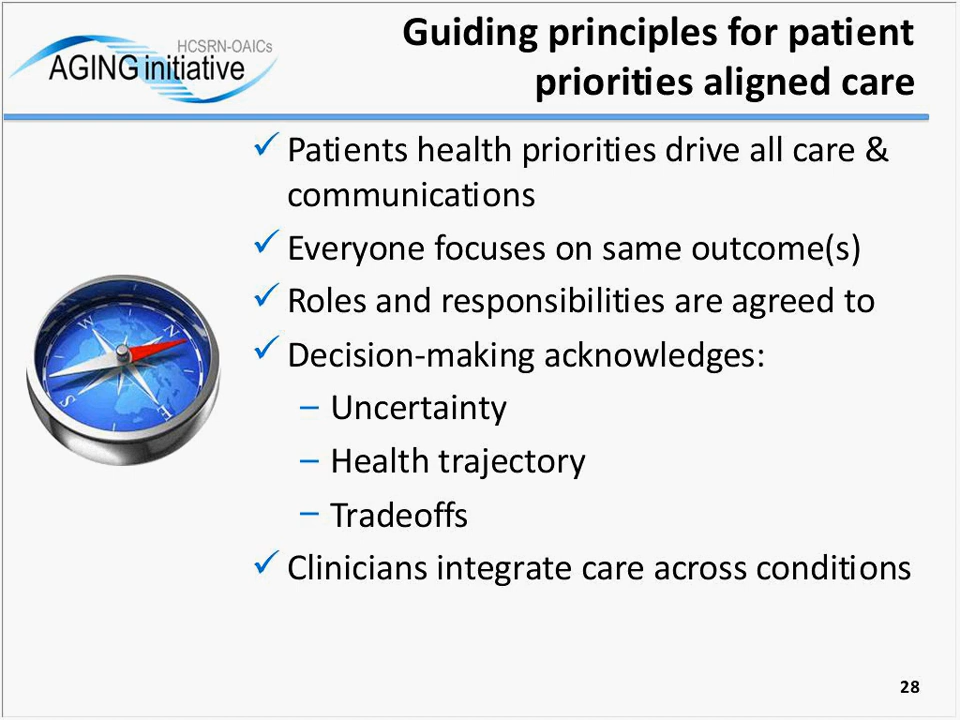 HCSRN-OAICs
AGING initiative
Guiding principles for patient
priorities aligned care
✓ Patients health priorities drive all care &
communications
✓ Everyone focuses on same outcome(s)
✓ Roles and responsibilities are agreed to
✓ Decision-making acknowledges:
– Uncertainty
– Health trajectory
– Tradeoffs
✓ Clinicians integrate care across conditions
W
N
S
E
28